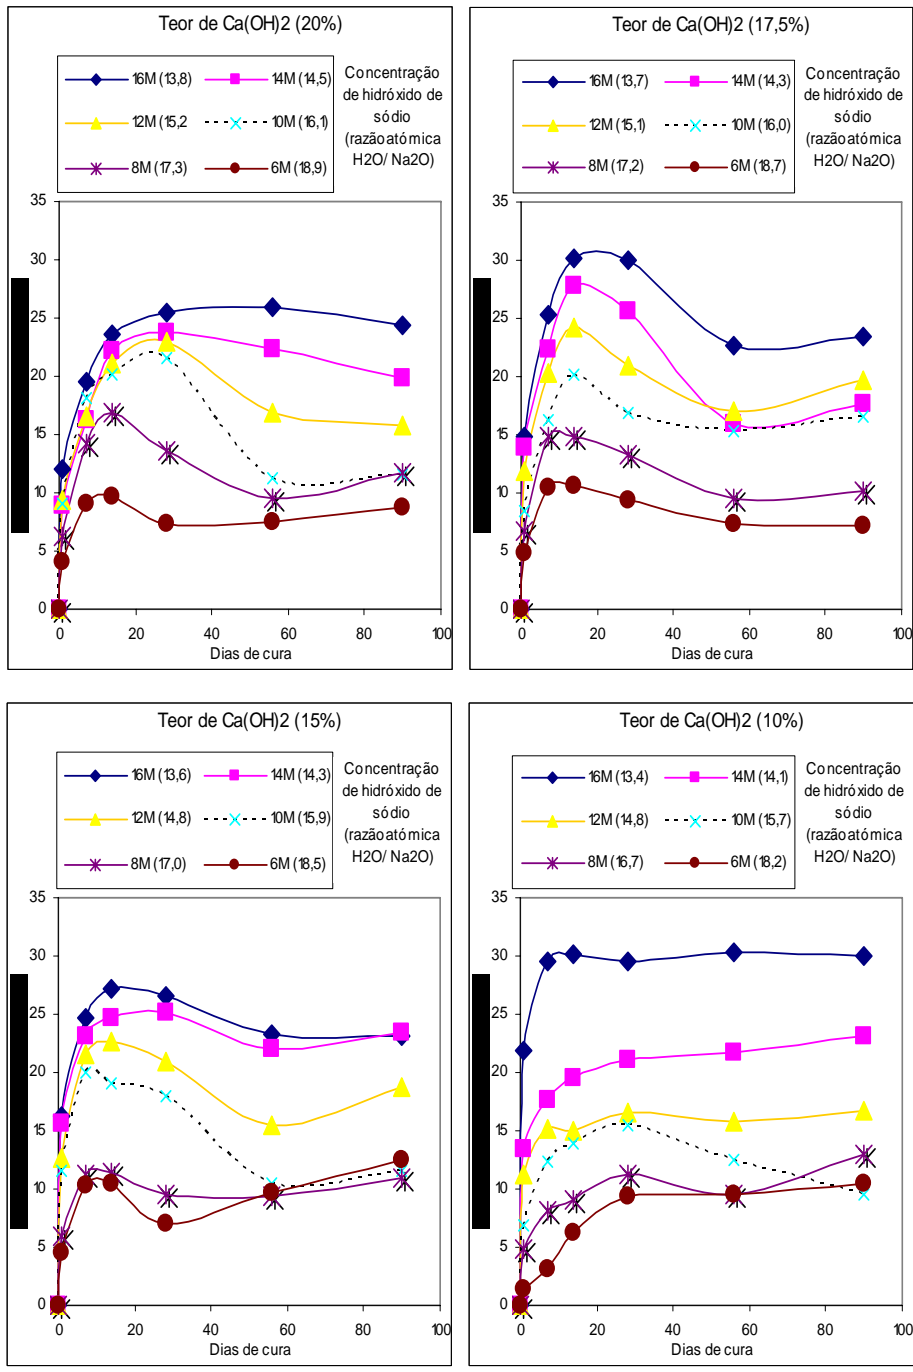 Teor de Ca(OH)2 (20%)
16M (13,8)
14M (14,5)
12M (15,2
10M (16,1)
8M (17,3)
6M (18,9)
Concentração
de hidróxido de
sódio
(razão atómica
H2O/ Na2O)
35
30
25
20
15
10
5
0
0
20
40
60
80
100
Dias de cura
Teor de Ca(OH)2 (17,5%)
16M (13,7)
14M (14,3)
12M (15,1)
10M (16,0)
8M (17,2)
6M (18,7)
Concentração
de hidróxido de
sódio
(razão atómica
H2O/ Na2O)
35
30
25
20
15
10
5
0
0
20
40
60
80
100
Dias de cura
Teor de Ca(OH)2 (15%)
16M (13,6)
14M (14,3)
12M (14,8)
10M (15,9)
8M (17,0)
6M (18,5)
Concentração
de hidróxido de
sódio
(razão atómica
H2O/ Na2O)
35
30
25
20
15
10
5
0
0
20
40
60
80
100
Dias de cura
Teor de Ca(OH)2 (10%)
16M (13,4)
14M (14,1)
12M (14,8)
10M (15,7)
8M (16,7)
6M (18,2)
Concentração
de hidróxido de
sódio
(razão atómica
H2O/ Na2O)
35
30
25
20
15
10
5
0
0
20
40
60
80
100
Dias de cura